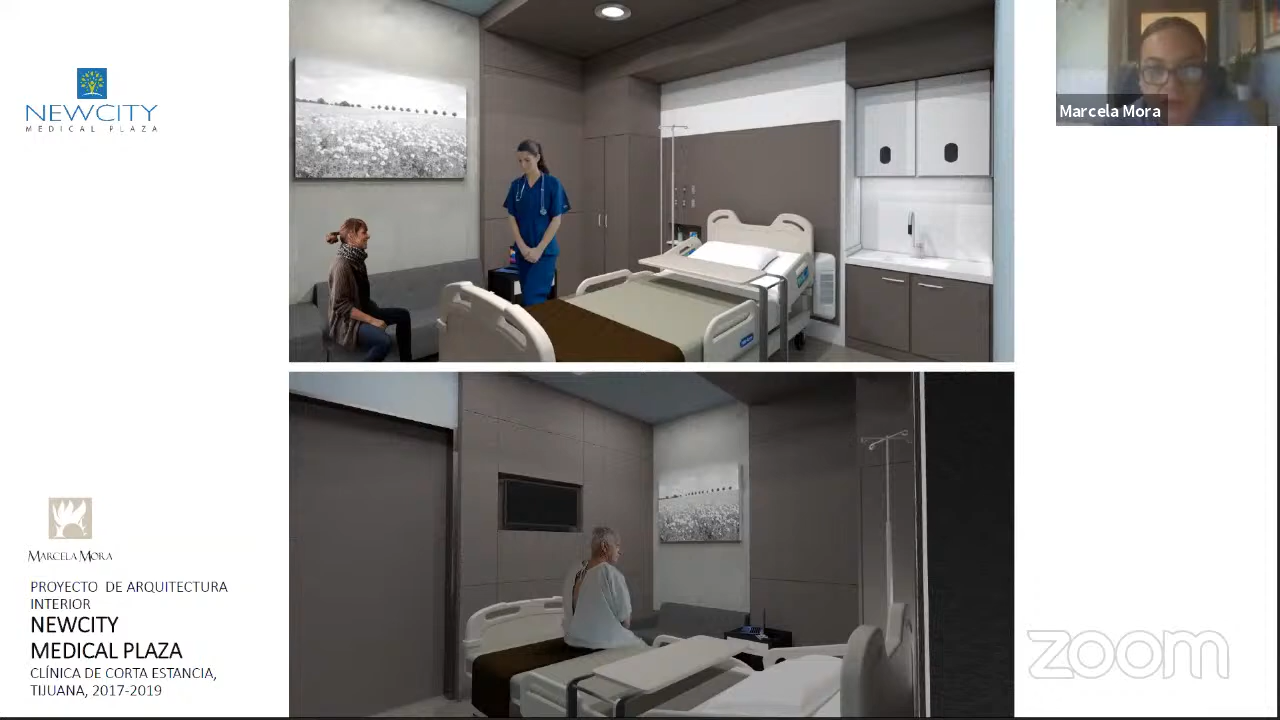 NEWCITY
MEDICAL PLAZA
Marcela Mora
MARCELA MORA
PROYECTO DE ARQUITECTURA
INTERIOR
NEWCITY
MEDICAL PLAZA
CLÍNICA DE CORTA ESTANCIA,
TIJUANA, 2017-2019
zoom